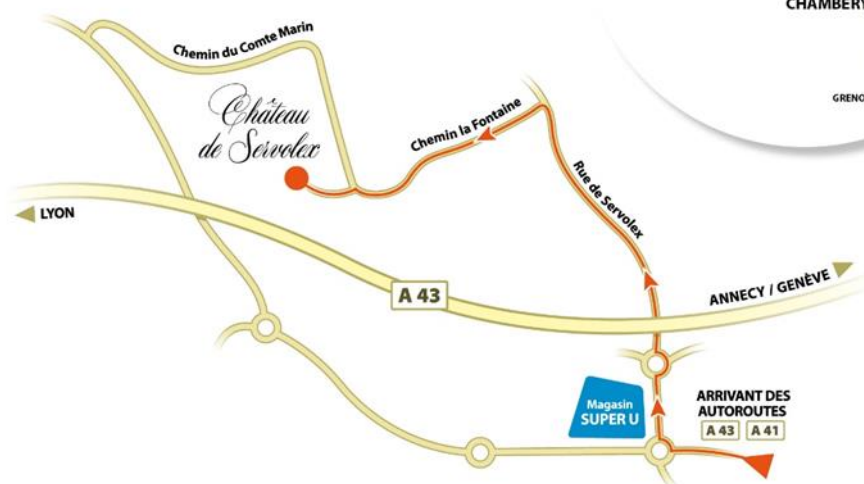 CHAMBERY
Chemin du Comte Marin
Château
de Servolex
Chemin la Fontaine
Rue de Servolex
GRENO
LYON
A 43
ANNECY / GENÈVE
Magasin
SUPER U
ARRIVANT DES
AUTOROUTES
A 43 A 41